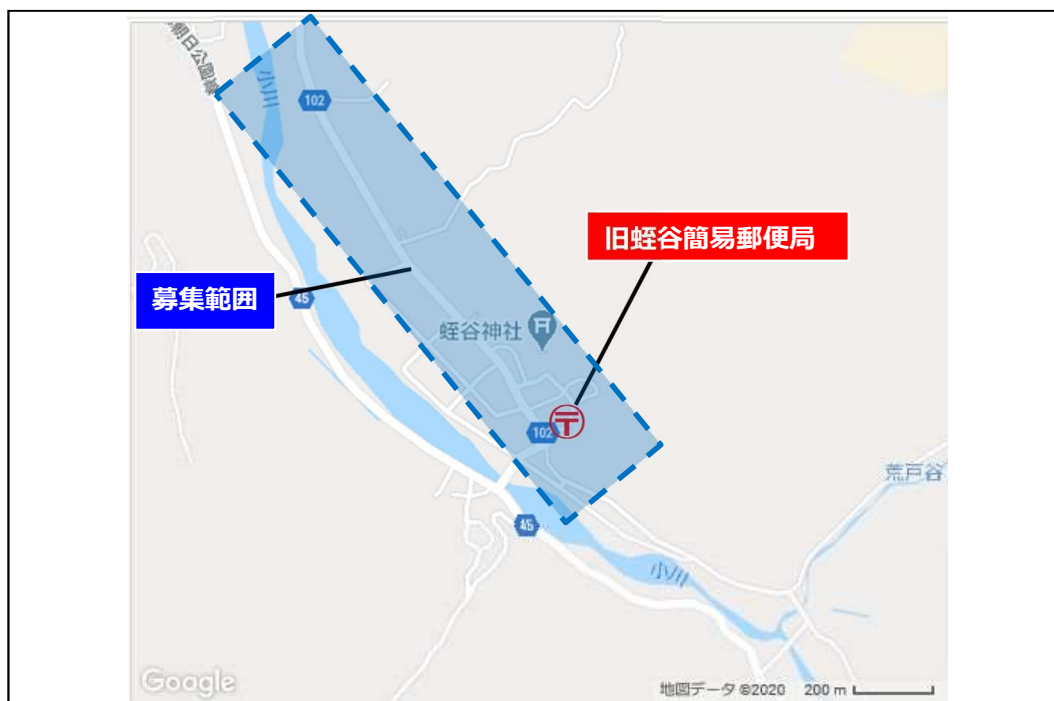 朝日公園線
小川
102
旧蛭谷簡易郵便局
募集範囲
45
蛭谷神社
〒
102
荒戸谷
45
小川
Google
地図データ ©2020 200 m